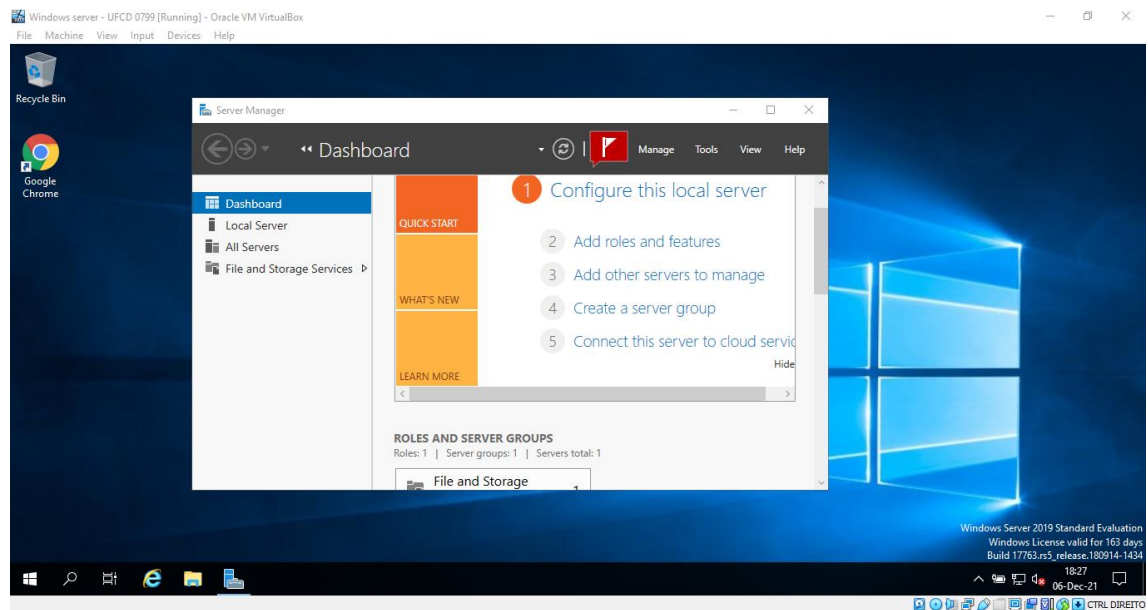 Windows server - UFCD 0799 [Running] - Oracle VM VirtualBox
File Machine View Input Devices Help
Recycle Bin
Google
Chrome
Server Manager
Dashboard
Manage Tools View Help
Dashboard
Local Server
All Servers
File and Storage Services
QUICK START
WHAT'S NEW
LEARN MORE
1 Configure this local server
2 Add roles and features
3 Add other servers to manage
4 Create a server group
5 Connect this server to cloud servic
Hide
ROLES AND SERVER GROUPS
Roles: 1 | Server groups: 1 | Servers total: 1
File and Storage
1
Windows Server 2019 Standard Evaluation
Windows License valid for 163 days
Build 17763.rs5_release.180914-1434
18:27
06-Dec-21
CTRL DIREITO